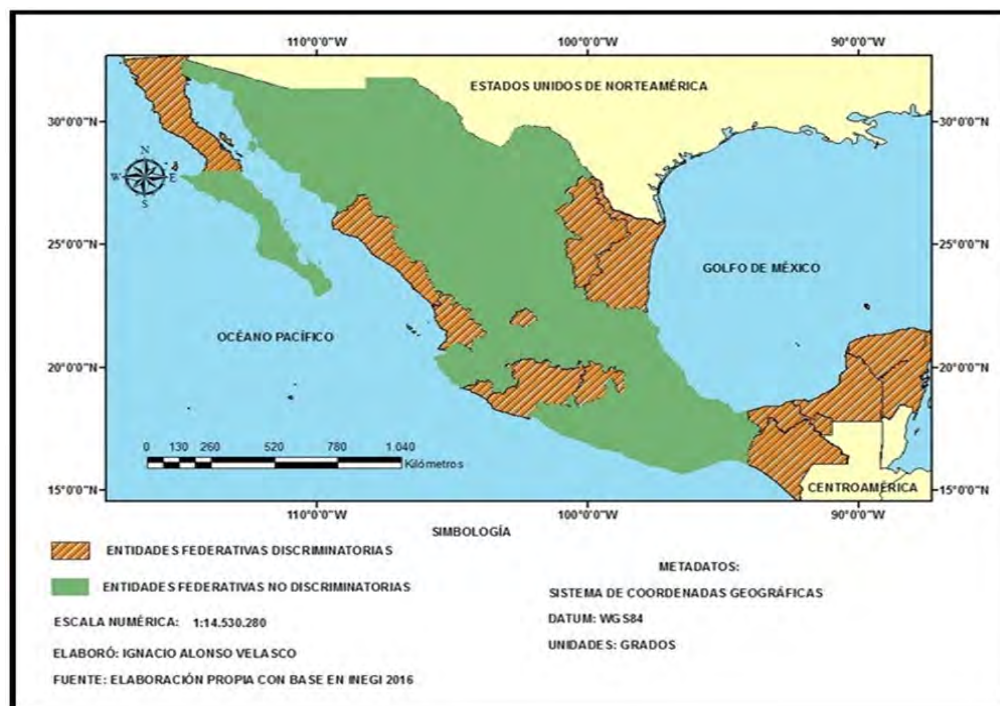 110°0'0"W 100°0'0"W 90°0'0"W
ESTADOS UNIDOS DE NORTEAMÉRICA
30°0'0"N 30°0'0"N
N
W E
S
25°0'0"N 25°0'0"N
GOLFO DE MÉXICO
OCÉANO PACÍFICO
20°0'0"N 20°0'0"N
0 130 260 520 780 1.040
Kilómetros
15°0'0"N 15°0'0"N
CENTROAMÉRICA
110°0'0"W 100°0'0"W 90°0'0"W
SIMBOLOGÍA
ENTIDADES FEDERATIVAS DISCRIMINATORIAS
ENTIDADES FEDERATIVAS NO DISCRIMINATORIAS
ESCALA NUMÉRICA: 1:14.530.280
ELABORÓ: IGNACIO ALONSO VELASCO
FUENTE: ELABORACIÓN PROPIA CON BASE EN INEGI 2016
METADATOS:
SISTEMA DE COORDENADAS GEOGRÁFICAS
DATUM: WGS84
UNIDADES: GRADOS